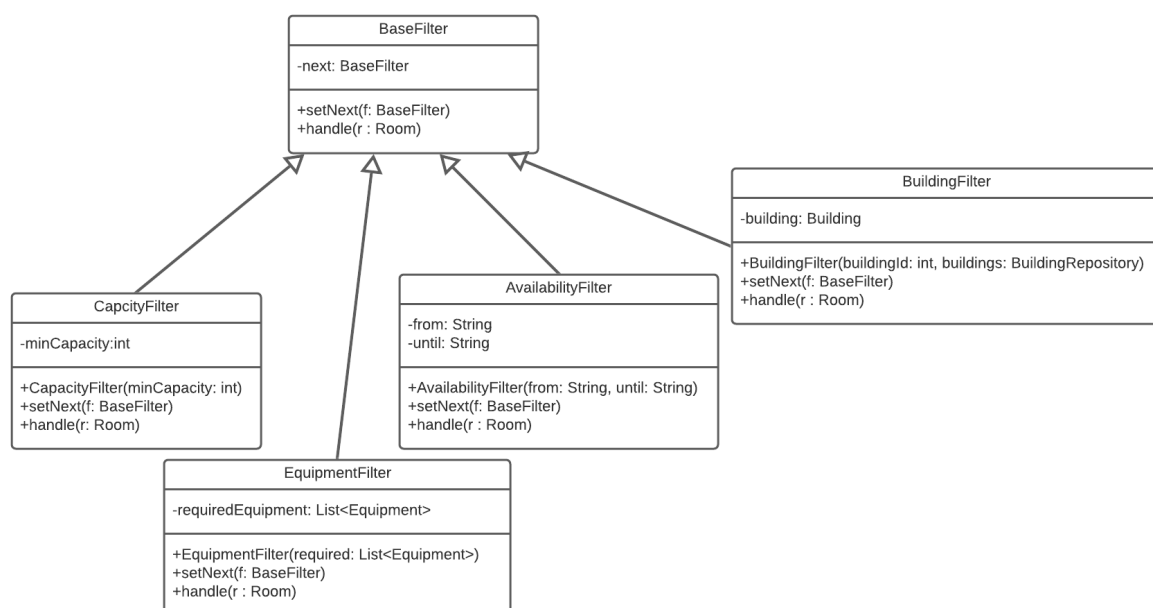 BaseFilter
-next: BaseFilter
+setNext(f: BaseFilter)
+handle(r : Room)
BuildingFilter
-building: Building
+BuildingFilter(buildingId: int, buildings: BuildingRepository)
+setNext(f: BaseFilter)
+handle(r : Room)
AvailabilityFilter
-from: String
-until: String
+AvailabilityFilter(from: String, until: String)
+setNext(f: BaseFilter)
+handle(r : Room)
CapcityFilter
-minCapacity:int
+CapacityFilter(minCapacity: int)
+setNext(f: BaseFilter)
+handle(r: Room)
EquipmentFilter
-requiredEquipment: List<Equipment>
+EquipmentFilter(required: List<Equipment>)
+setNext(f: BaseFilter)
+handle(r : Room)